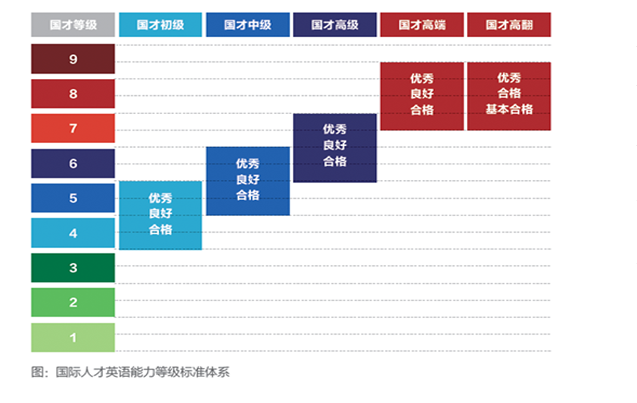 国才等级 国才初级 国才中级 国才高级 国才高端 国才高翻
9
8 优秀 优秀
良好 合格
合格 基本合格
7 优秀
良好
合格
6 优秀
良好
合格
5 优秀
良好
合格
4
3
2
1
图：国际人才英语能力等级标准体系